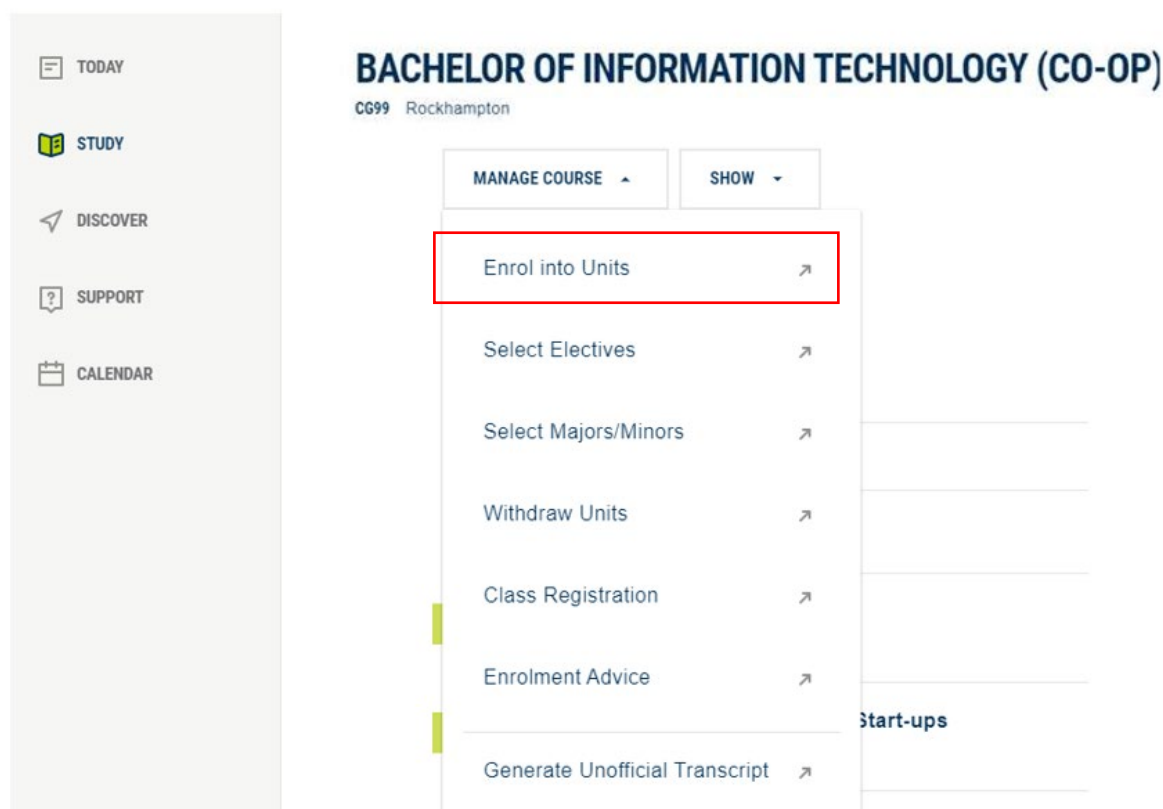 TODAY
STUDY
DISCOVER
SUPPORT
CALENDAR
BACHELOR OF INFORMATION TECHNOLOGY (CO-OP)
CG99 Rockhampton
MANAGE COURSE SHOW
Enrol into Units
Select Electives
Select Majors/Minors
Withdraw Units
Class Registration
Enrolment Advice
Start-ups
Generate Unofficial Transcript